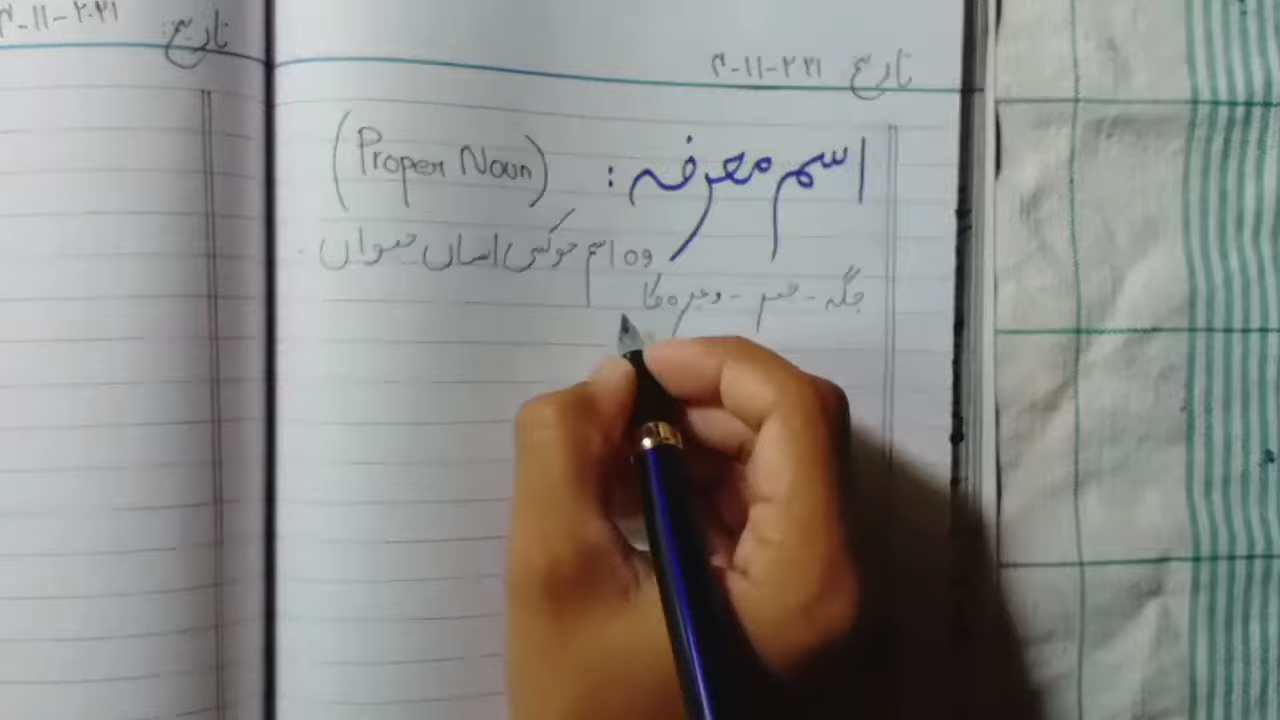 تاریخ ۳-۱۱-۲۰۲۱
تاریخ ۳-۱۱-۲۰۲۱
اسم معرفہ : (Proper Noun)
وہ اسم جو کسی انسان حیوان
جگہ - چیز - وغیرہ کا